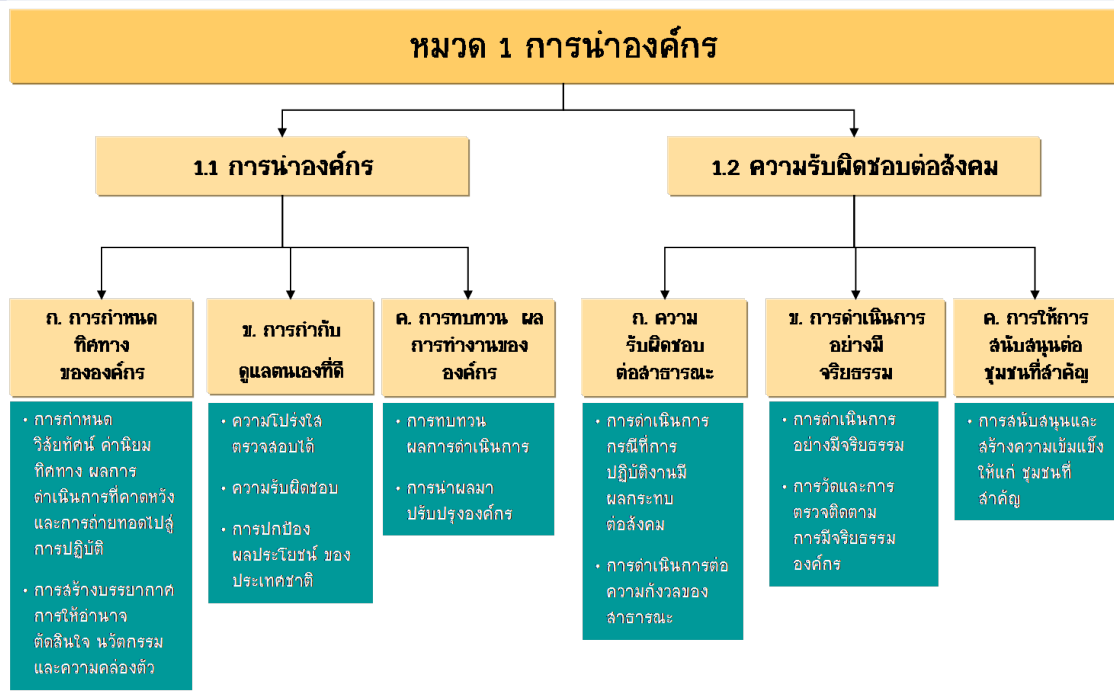 หมวด 1 การนำองค์กร
1.1 การนำองค์กร
1.2 ความรับผิดชอบต่อสังคม
ก. การกำหนด
ทิศทาง
ขององค์กร
• การกำหนด
วิสัยทัศน์ ค่านิยม
ทิศทาง ผลการ
ดำเนินการที่คาดหวัง
และการถ่ายทอดไปสู่
การปฏิบัติ
• การสร้างบรรยากาศ
การให้อำนาจ
ตัดสินใจ นวัตกรรม
และความคล่องตัว
ข. การกำกับ
ดูแลตนเองที่ดี
• ความโปร่งใส
ตรวจสอบได้
• ความรับผิดชอบ
• การปกป้อง
ผลประโยชน์ ของ
ประเทศชาติ
ค. การทบทวน ผล
การทำงานของ
องค์กร
• การทบทวน
ผลการดำเนินการ
• การนำผลมา
ปรับปรุงองค์กร
ก. ความ
รับผิดชอบ
ต่อสาธารณะ
• การดำเนินการ
กรณีที่การ
ปฏิบัติงานมี
ผลกระทบ
ต่อสังคม
• การดำเนินการต่อ
ความกังวลของ
สาธารณะ
ข. การดำเนินการ
อย่างมี
จริยธรรม
• การดำเนินการ
อย่างมีจริยธรรม
• การวัดและการ
ตรวจติดตาม
การมีจริยธรรม
องค์กร
ค. การให้การ
สนับสนุนต่อ
ชุมชนที่สำคัญ
• การสนับสนุนและ
สร้างความเข้มแข็ง
ให้แก่ ชุมชนที่
สำคัญ